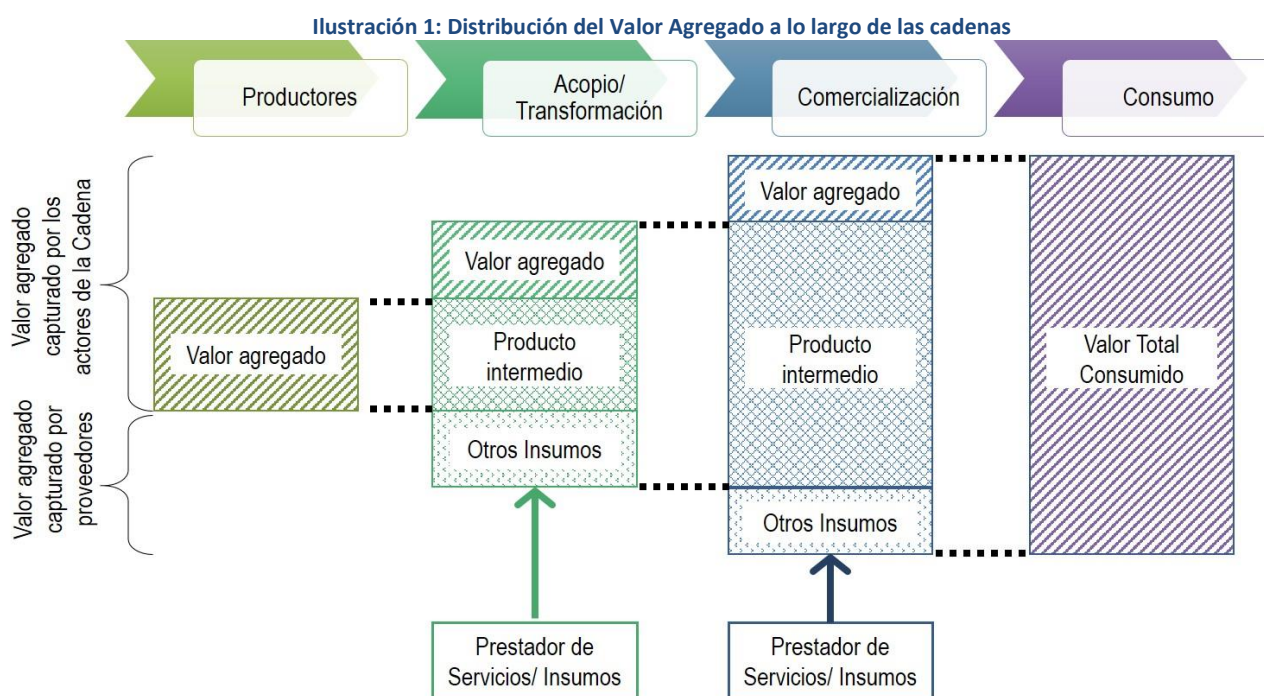 Ilustración 1: Distribución del Valor Agregado a lo largo de las cadenas
Productores
Acopio/
Transformación
Comercialización
Consumo
Valor agregado
capturado por los
actores de la Cadena
Valor agregado
capturado por
proveedores
Valor agregado
Valor agregado
Producto
intermedio
Otros Insumos
Valor agregado
Producto
intermedio
Otros Insumos
Valor Total
Consumido
Prestador de
Servicios/ Insumos
Prestador de
Servicios/ Insumos